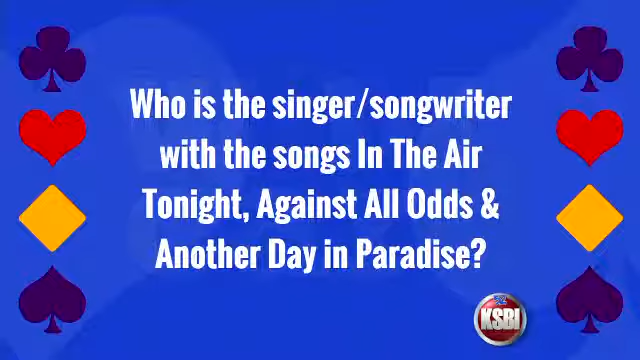 Who is the singer/songwriter
with the songs In The Air
Tonight, Against All Odds &
Another Day in Paradise?
KSBI